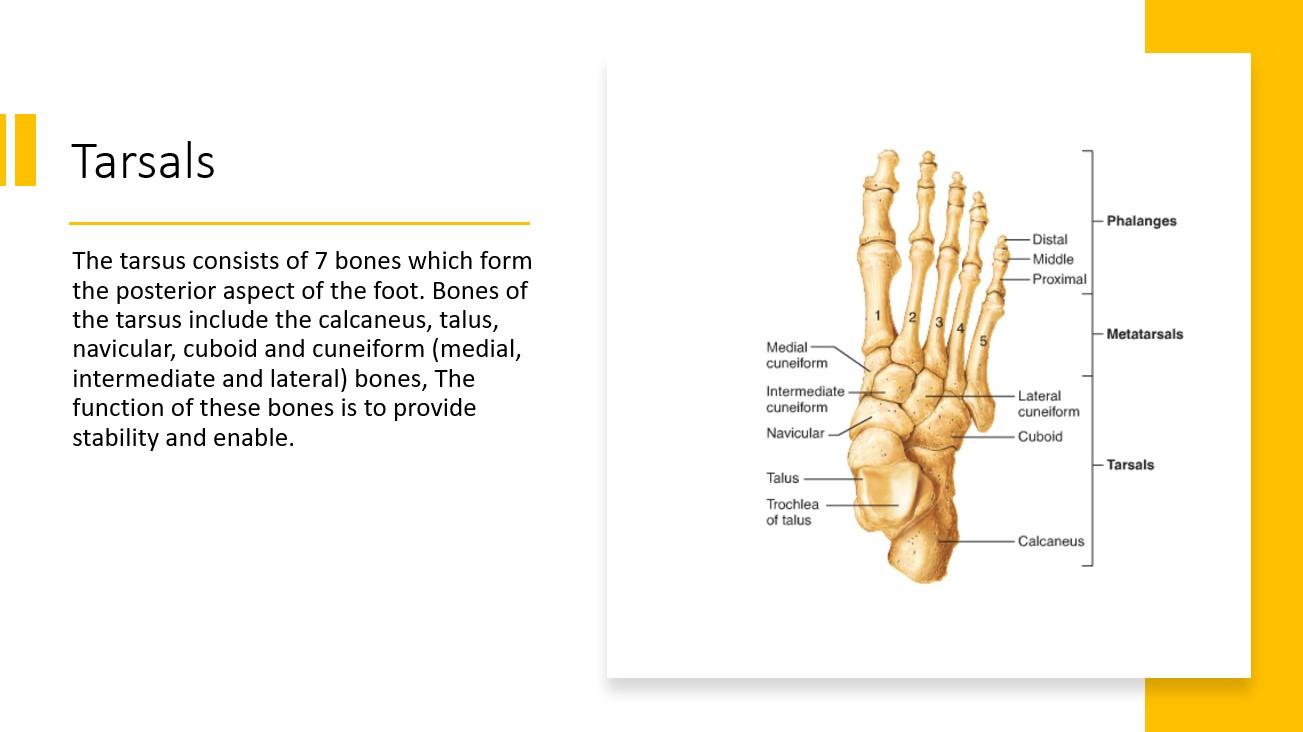 Tarsals
The tarsus consists of 7 bones which form
the posterior aspect of the foot. Bones of
the tarsus include the calcaneus, talus,
navicular, cuboid and cuneiform (medial,
intermediate and lateral) bones, The
function of these bones is to provide
stability and enable.
Phalanges
Distal
Middle
Proximal
1
2
3
4
5
Metatarsals
Medial
cuneiform
Intermediate
cuneiform
Navicular
Lateral
cuneiform
Cuboid
Tarsals
Talus
Trochlea
of talus
Calcaneus